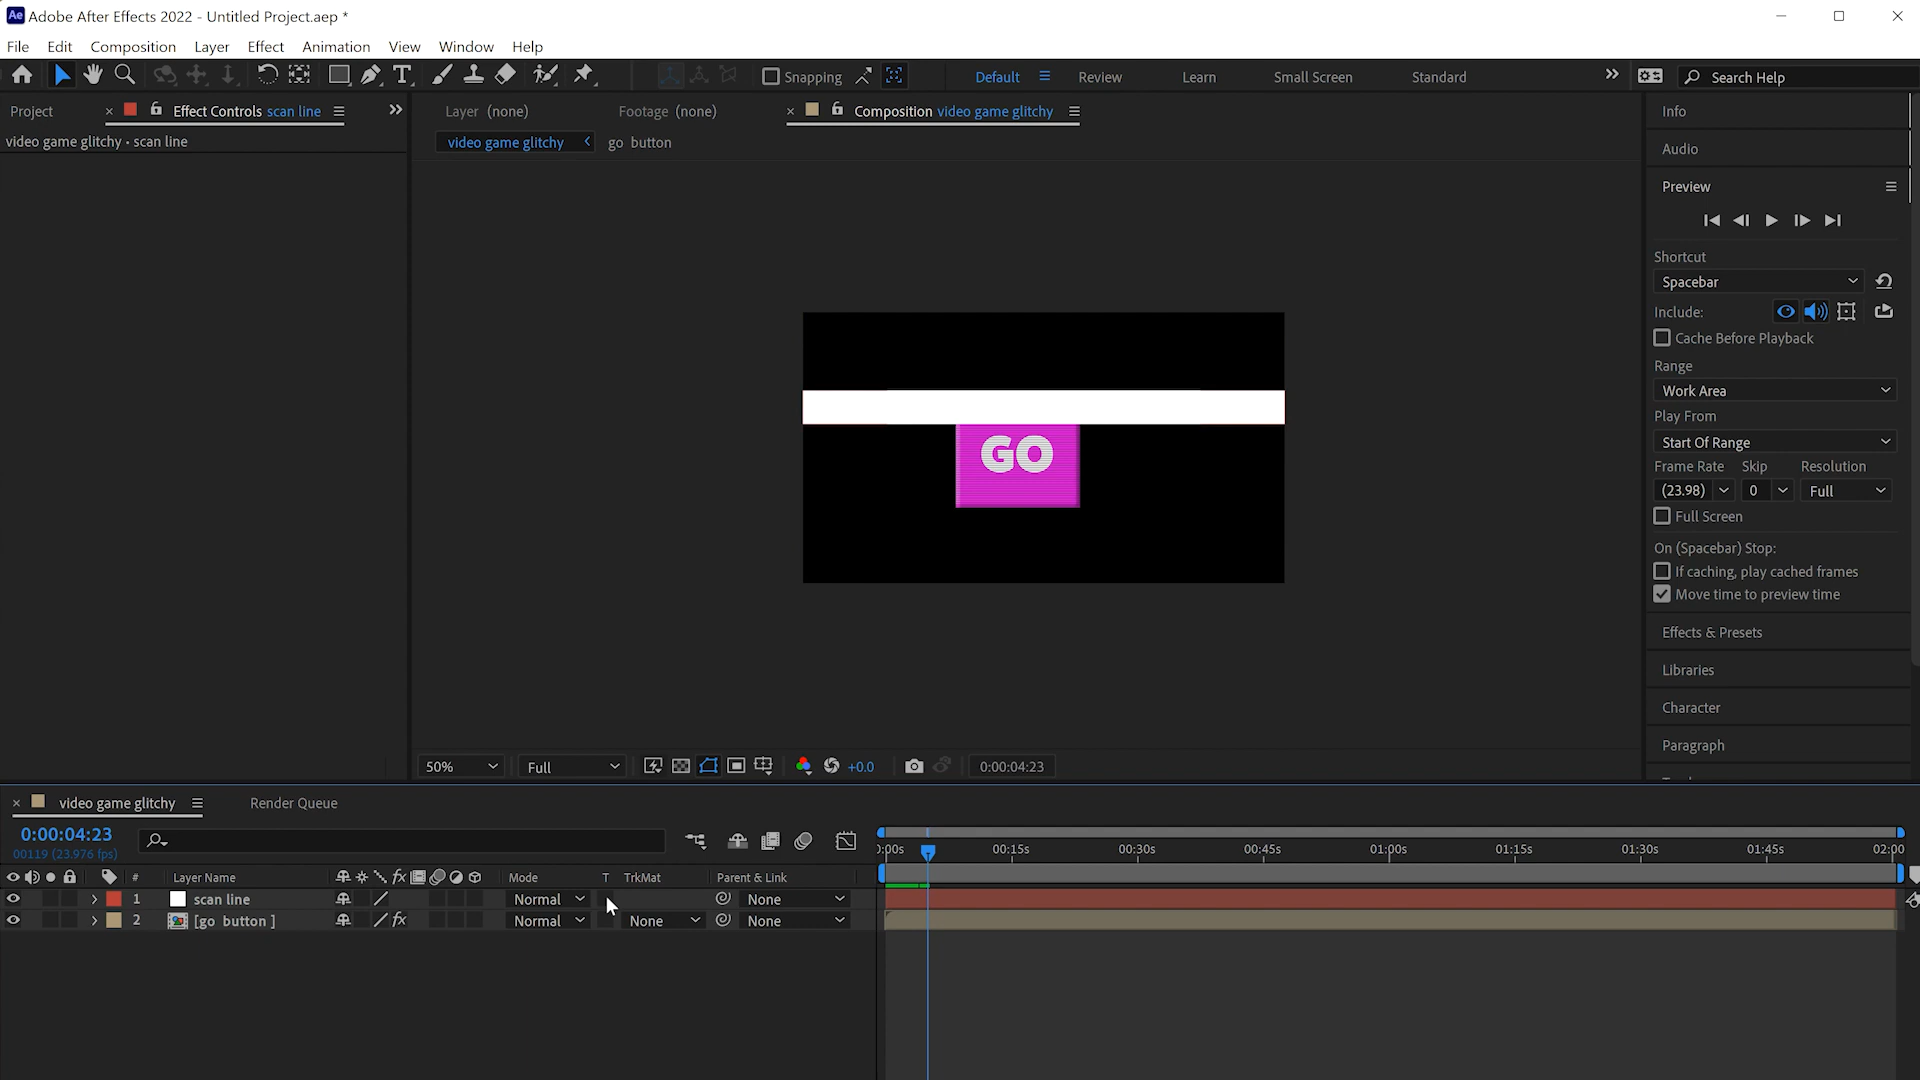 Ae Adobe After Effects 2022 - Untitled Project.aep *
File Edit Composition Layer Effect Animation View Window Help
Snapping Default Review Learn Small Screen Standard Search Help
Project Effect Controls scan line Layer (none) Footage (none) Composition video game glitchy
video game glitchy • scan line
video game glitchy go button
GO
Info
Audio
Preview
Shortcut
Spacebar
Include:
Cache Before Playback
Range
Work Area
Play From
Start Of Range
Frame Rate Skip Resolution
(23.98) 0 Full
Full Screen
On (Spacebar) Stop:
If caching, play cached frames
Move time to preview time
Effects & Presets
Libraries
Character
Paragraph
50% Full +0.0 0:00:04:23
video game glitchy Render Queue
0:00:04:23
00119 (23.976 fps)
):00s 00:15s 00:30s 00:45s 01:00s 01:15s 01:30s 01:45s 02:00
# Layer Name fx Mode T TrkMat Parent & Link
1 scan line Normal None
2 [go button ] fx Normal None None